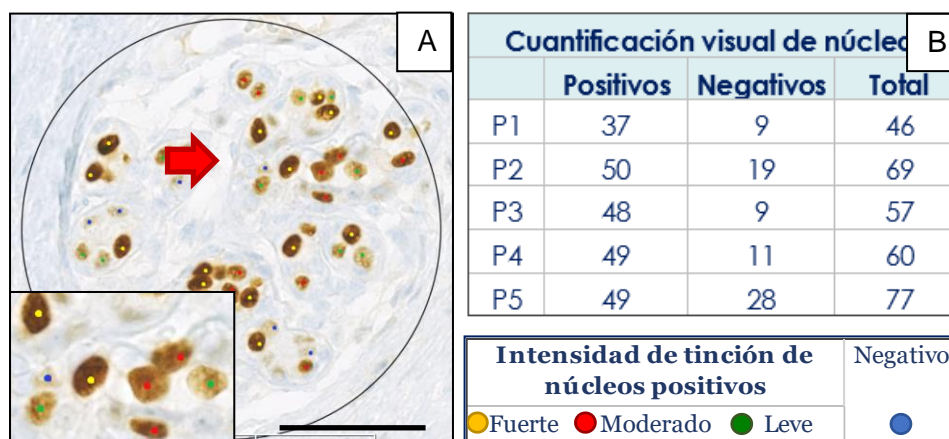 A
B
Cuantificación visual de núcleo
Positivos Negativos Total
P1 37 9 46
P2 50 19 69
P3 48 9 57
P4 49 11 60
P5 49 28 77
Intensidad de tinción de núcleos positivos Negativo
Fuerte Moderado Leve